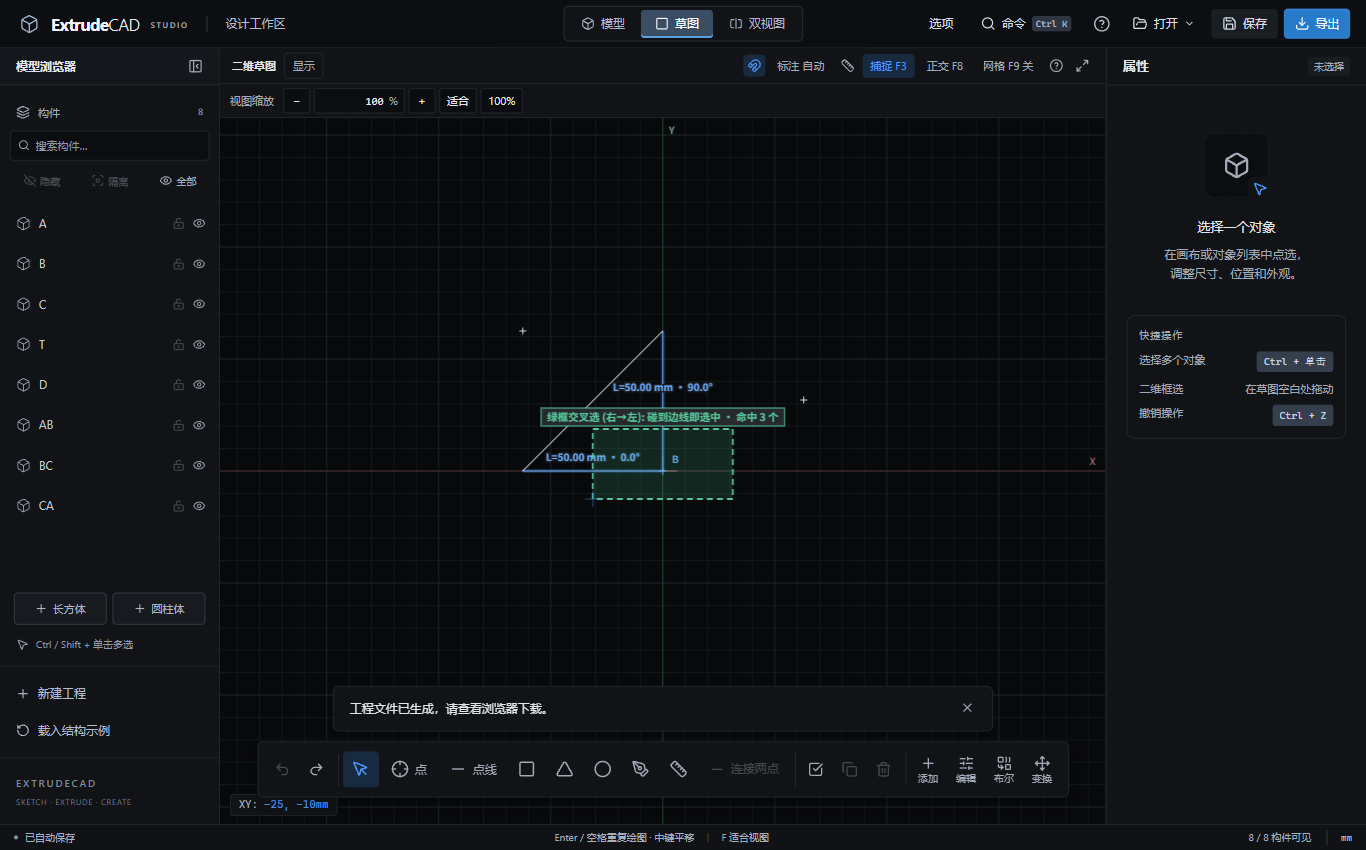 ExtrudeCAD STUDIO 设计工作区 模型 草图 双视图 选项 命令 Ctrl K 打开 保存 导出
模型浏览器
构件 8
搜索构件...
隐藏 隔离 全部
A
B
C
T
D
AB
BC
CA
长方体 圆柱体
Ctrl / Shift + 单击多选
新建工程
载入结构示例
EXTRUDECAD
SKETCH · EXTRUDE · CREATE
二维草图 显示 标注 自动 捕捉 F3 正交 F8 网格 F9 关
视图缩放 − 100 % + 适合 100%
Y
L=50.00 mm · 90.0°
绿框交叉选 (右→左): 碰到边线即选中 · 命中 3 个
L=50.00 mm · 0.0° B X
工程文件已生成，请查看浏览器下载。
点 点线 连接两点 添加 编辑 布尔 变换
XY: −25, −10mm
属性 未选择
选择一个对象
在画布或对象列表中点选，
调整尺寸、位置和外观。
快捷操作
选择多个对象 Ctrl + 单击
二维框选 在草图空白处拖动
撤销操作 Ctrl + Z
已自动保存 Enter / 空格重复绘图 · 中键平移 F 适合视图 8 / 8 构件可见 mm